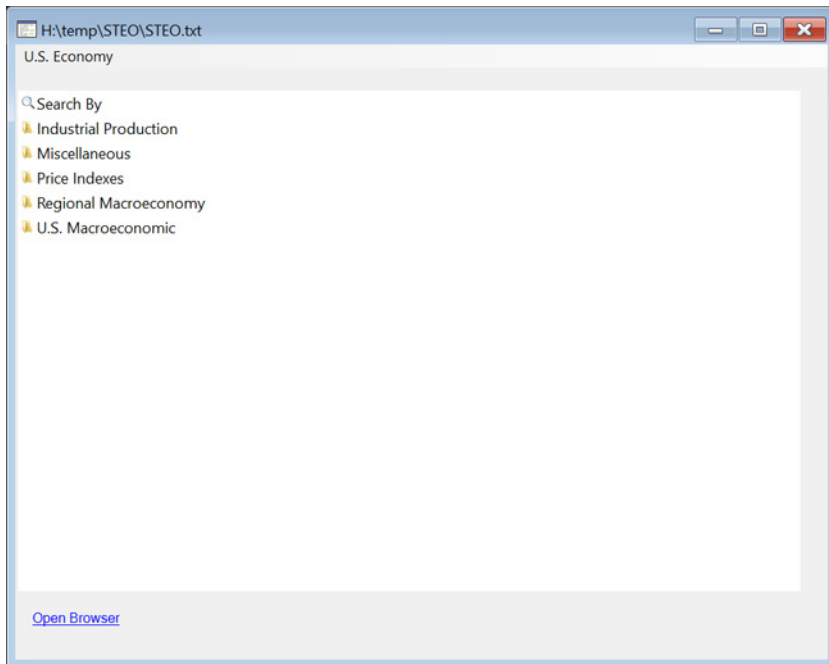 H:\temp\STEO\STEO.txt
U.S. Economy
Search By
Industrial Production
Miscellaneous
Price Indexes
Regional Macroeconomy
U.S. Macroeconomic
Open Browser